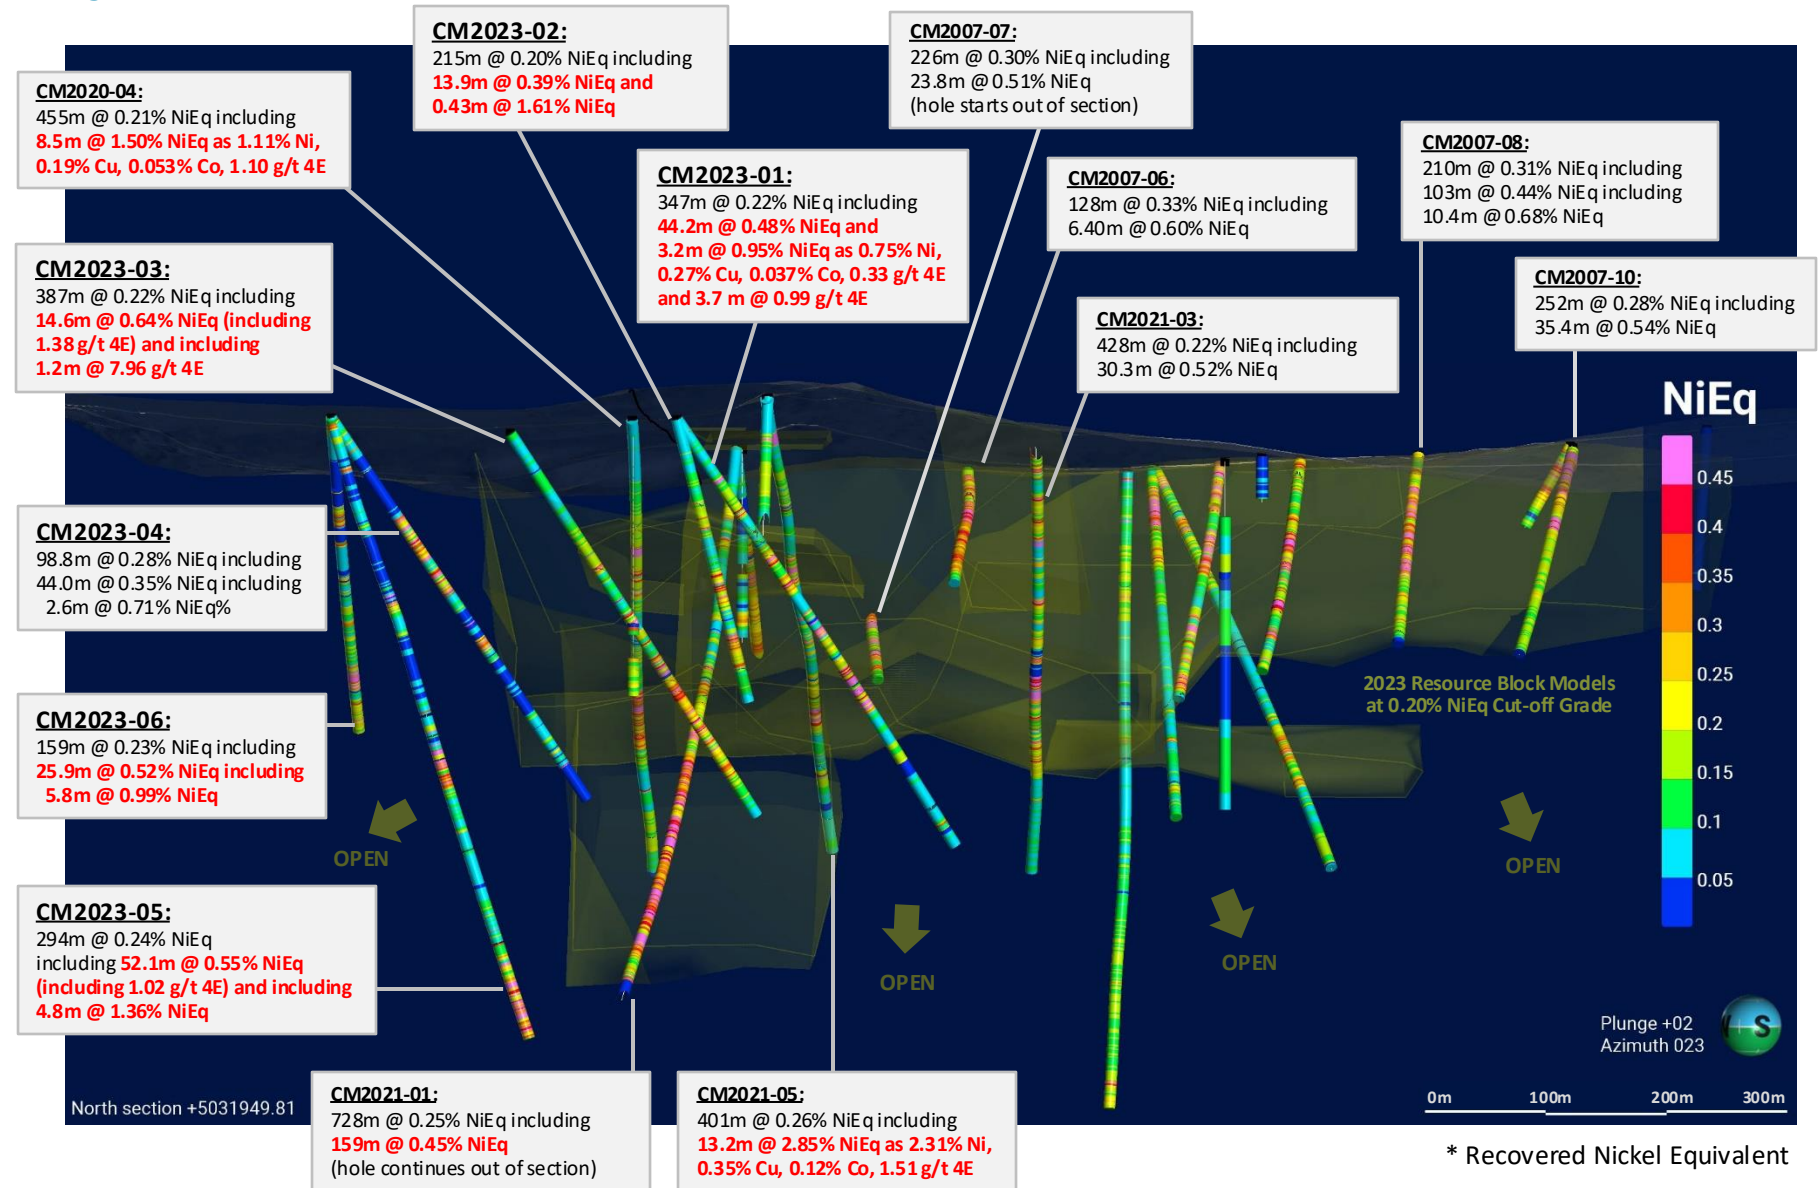 CM2023-02:
215m @ 0.20% NiEq including
13.9m @ 0.39% NiEq and
0.43m @ 1.61% NiEq
CM2007-07:
226m @ 0.30% NiEq including
23.8m @ 0.51% NiEq
(hole starts out of section)
CM2020-04:
455m @ 0.21% NiEq including
8.5m @ 1.50% NiEq as 1.11% Ni,
0.19% Cu, 0.053% Co, 1.10 g/t 4E
CM2023-01:
347m @ 0.22% NiEq including
44.2m @ 0.48% NiEq and
3.2m @ 0.95% NiEq as 0.75% Ni,
0.27% Cu, 0.037% Co, 0.33 g/t 4E
and 3.7 m @ 0.99 g/t 4E
CM2007-06:
128m @ 0.33% NiEq including
6.40m @ 0.60% NiEq
CM2007-08:
210m @ 0.31% NiEq including
103m @ 0.44% NiEq including
10.4m @ 0.68% NiEq
CM2023-03:
387m @ 0.22% NiEq including
14.6m @ 0.64% NiEq (including
1.38 g/t 4E) and including
1.2m @ 7.96 g/t 4E
CM2021-03:
428m @ 0.22% NiEq including
30.3m @ 0.52% NiEq
CM2007-10:
252m @ 0.28% NiEq including
35.4m @ 0.54% NiEq
NiEq
0.45
0.4
0.35
0.3
0.25
0.2
0.15
0.1
0.05
CM2023-04:
98.8m @ 0.28% NiEq including
44.0m @ 0.35% NiEq including
2.6m @ 0.71% NiEq%
2023 Resource Block Models
at 0.20% NiEq Cut-off Grade
CM2023-06:
159m @ 0.23% NiEq including
25.9m @ 0.52% NiEq including
5.8m @ 0.99% NiEq
OPEN
OPEN
OPEN
OPEN
CM2023-05:
294m @ 0.24% NiEq
including 52.1m @ 0.55% NiEq
(including 1.02 g/t 4E) and including
4.8m @ 1.36% NiEq
Plunge +02
Azimuth 023
S
0m 100m 200m 300m
North section +5031949.81
CM2021-01:
728m @ 0.25% NiEq including
159m @ 0.45% NiEq
(hole continues out of section)
CM2021-05:
401m @ 0.26% NiEq including
13.2m @ 2.85% NiEq as 2.31% Ni,
0.35% Cu, 0.12% Co, 1.51 g/t 4E
* Recovered Nickel Equivalent